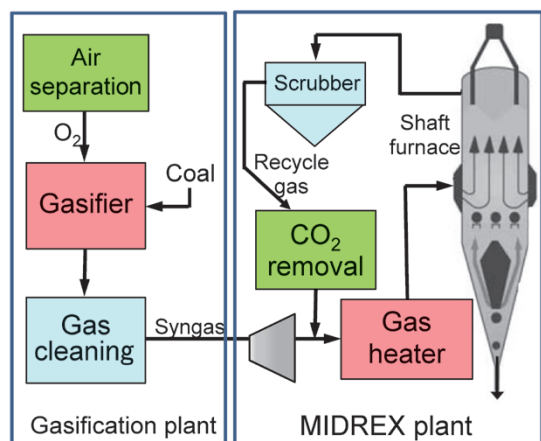 Air
separation
O2
Coal
Gasifier
Gas
cleaning
Syngas
Gasification plant
Scrubber
Recycle
gas
CO2
removal
Gas
heater
Shaft
furnace
MIDREX plant